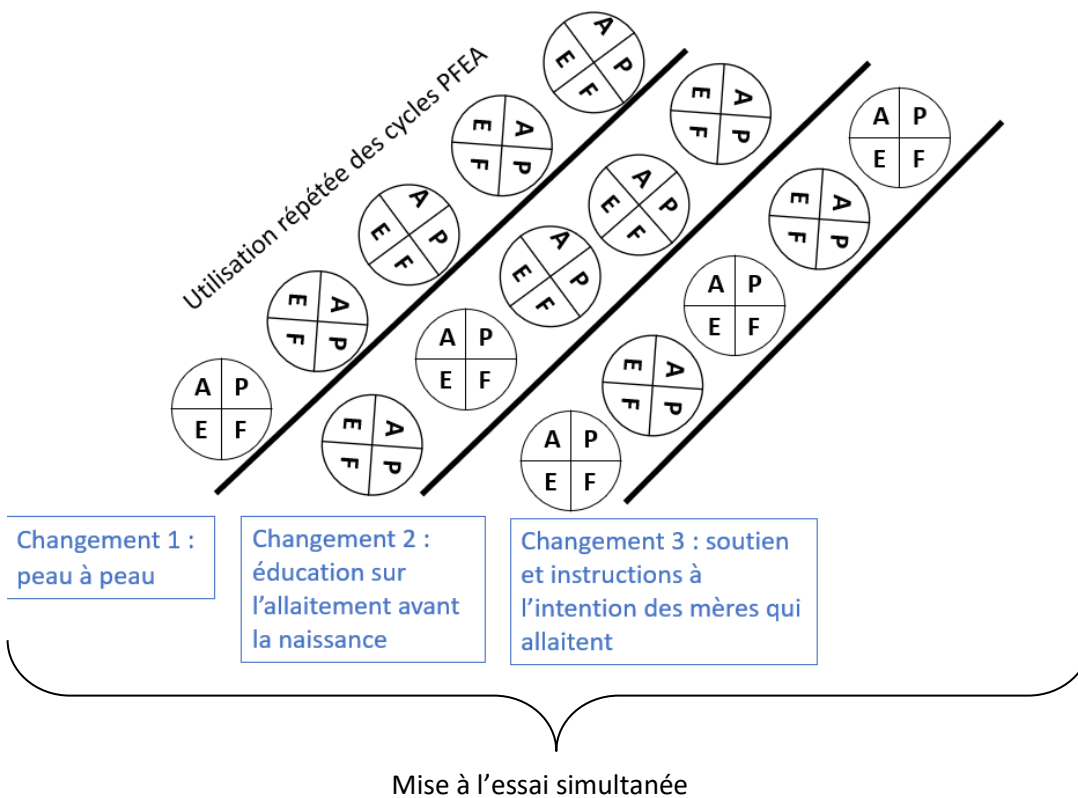 Utilisation répétée des cycles PFEA
A P
E F
A P
E F
A P
E F
A P
E F
A P
E F
A P
E F
A P
E F
A P
E F
A P
E F
A P
E F
A P
E F
A P
E F
A P
E F
A P
E F
A P
E F
Changement 1 :
peau à peau
Changement 2 :
éducation sur
l’allaitement avant
la naissance
Changement 3 : soutien
et instructions à
l’intention des mères qui
allaitent
Mise à l’essai simultanée